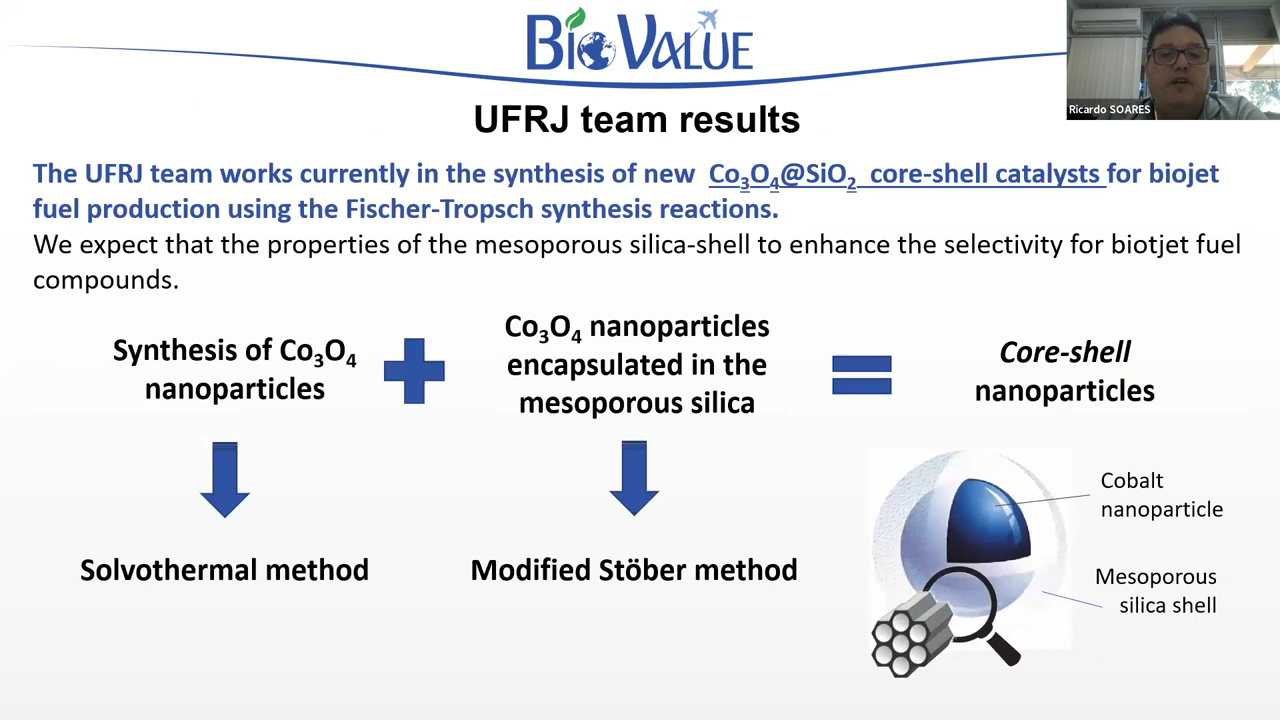 BioValue
Ricardo SOARES
UFRJ team results
The UFRJ team works currently in the synthesis of new Co₃O₄@SiO₂ core-shell catalysts for biojet
fuel production using the Fischer-Tropsch synthesis reactions.
We expect that the properties of the mesoporous silica-shell to enhance the selectivity for biotjet fuel
compounds.
Synthesis of Co₃O₄
nanoparticles
Co₃O₄ nanoparticles
encapsulated in the
mesoporous silica
Core-shell
nanoparticles
Solvothermal method
Modified Stöber method
Cobalt
nanoparticle
Mesoporous
silica shell